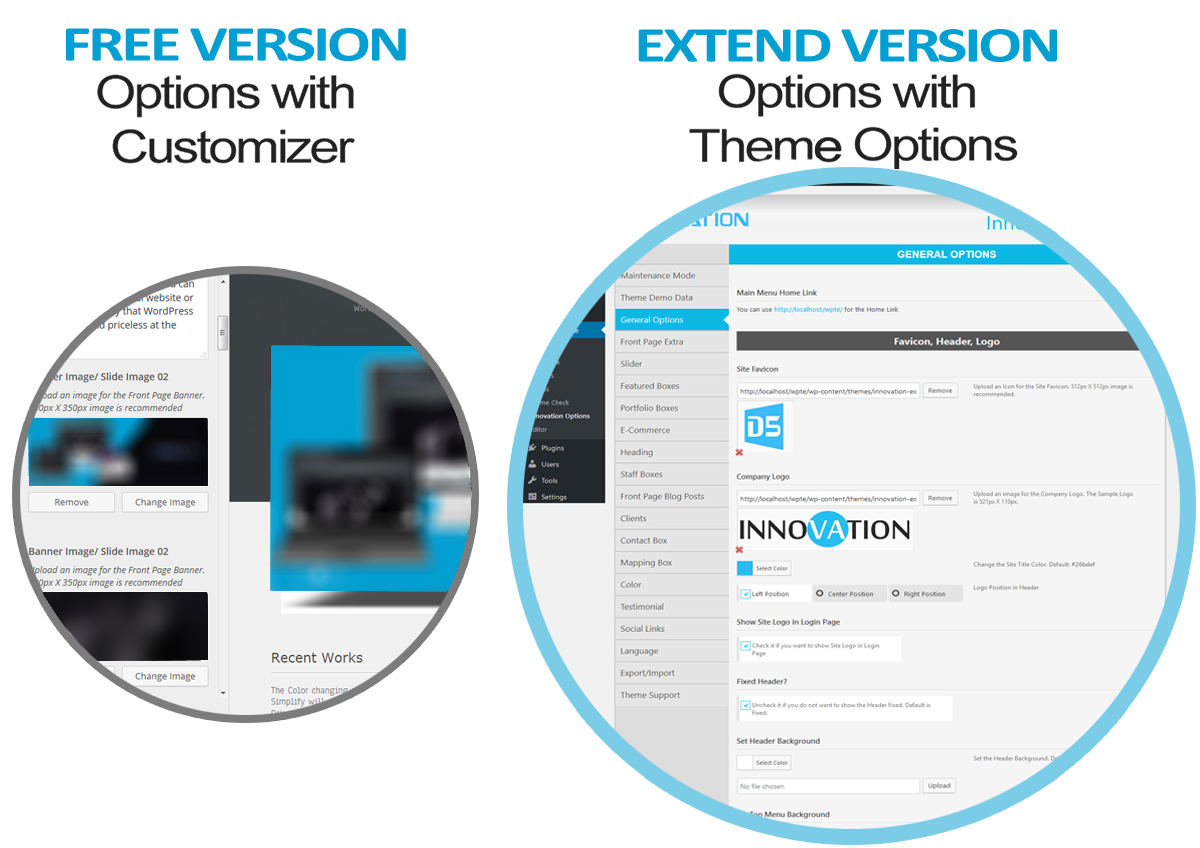 FREE VERSION
Options with
Customizer
EXTEND VERSION
Options with
Theme Options
can
website or
that WordPress
priceless at the
Image/ Slide Image 02
an image for the Front Page Banner.
X 350px image is recommended
Remove
Change Image
Banner Image/ Slide Image 02
Upload an image for the Front Page Banner.
X 350px image is recommended
Change Image
Recent Works
The Color changing
Simplify will
GENERAL OPTIONS
Maintenance Mode
Theme Demo Data
General Options
Front Page Extra
Slider
Featured Boxes
Portfolio Boxes
E-Commerce
Heading
Staff Boxes
Front Page Blog Posts
Clients
Contact Box
Mapping Box
Color
Testimonial
Social Links
Language
Export/Import
Theme Support
Check
Innovation Options
Editor
Plugins
Users
Tools
Settings
Main Menu Home Link
You can use http://localhost/wpte/ for the Home Link
Favicon, Header, Logo
Site Favicon
http://localhost/wpte/wp-content/themes/innovation-ex
Remove
Upload an Icon for the Site Favicon. 512px X 512px image is
recommended.
D5
Company Logo
http://localhost/wpte/wp-content/themes/innovation-ex
Remove
Upload an image for the Company Logo. The Sample Logo
is 521px X 110px.
INNOVATION
Select Color
Change the Site Title Color. Default: #26bdef
Left Position
Center Position
Right Position
Logo Position in Header
Show Site Logo in Login Page
Check it if you want to show Site Logo in Login
Page
Fixed Header?
Uncheck it if you do not want to show the Header Fixed. Default is
Fixed.
Set Header Background
Select Color
Set the Header Background.
No file chosen
Upload
Top Menu Background